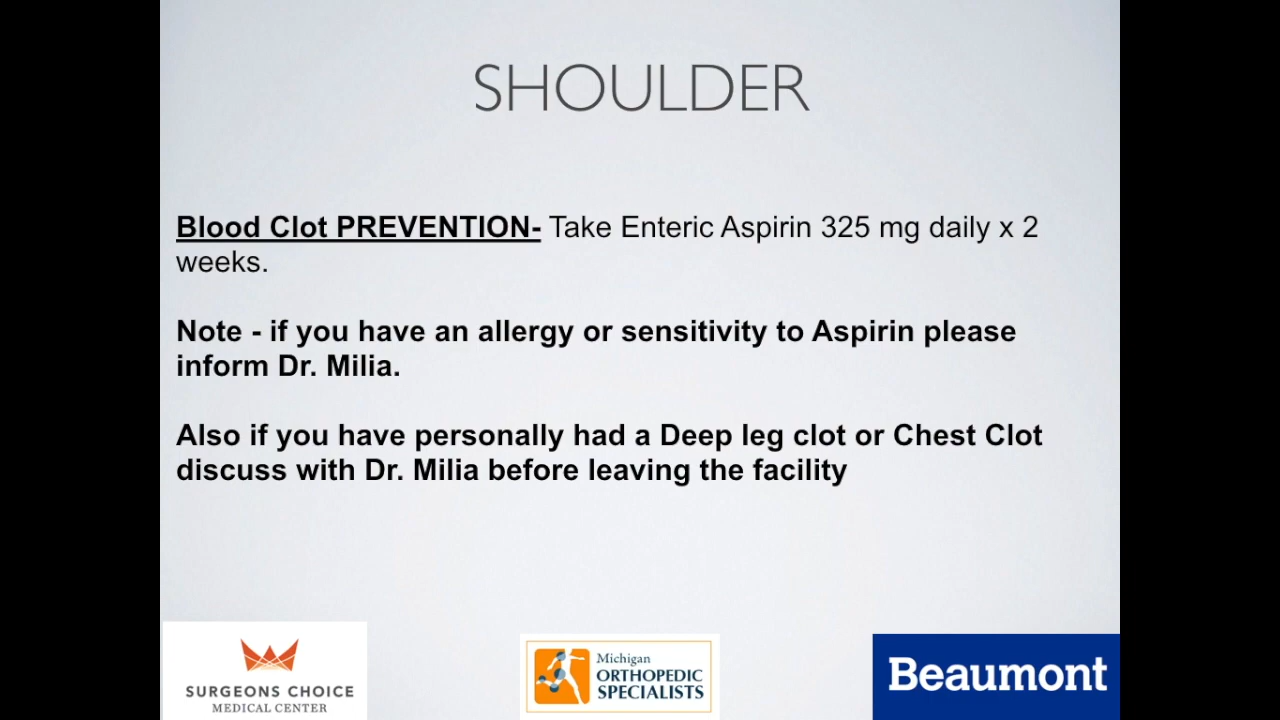 SHOULDER
Blood Clot PREVENTION- Take Enteric Aspirin 325 mg daily x 2
weeks.
Note - if you have an allergy or sensitivity to Aspirin please
inform Dr. Milia.
Also if you have personally had a Deep leg clot or Chest Clot
discuss with Dr. Milia before leaving the facility
SURGEONS CHOICE
MEDICAL CENTER
Michigan
ORTHOPEDIC
SPECIALISTS
Beaumont